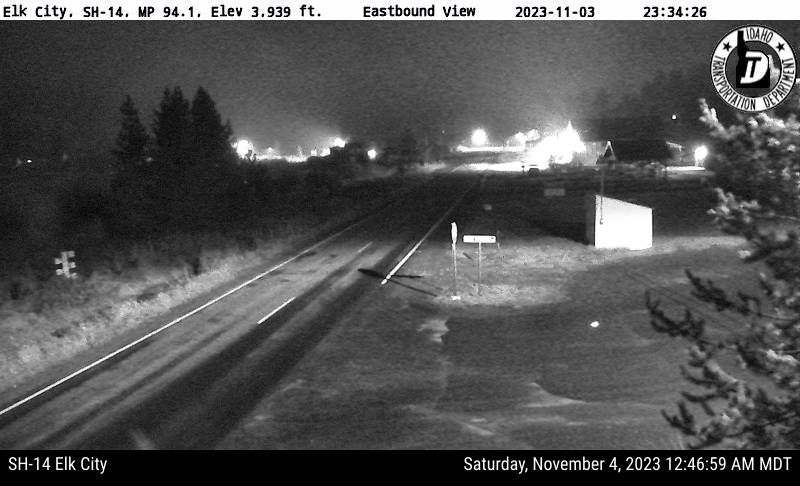 Elk City, SH-14, MP 94.1, Elev 3,939 ft. Eastbound View 2023-11-03 23:34:26
IDAHO
TRANSPORTATION DEPARTMENT
SH-14 Elk City
Saturday, November 4, 2023 12:46:59 AM MDT